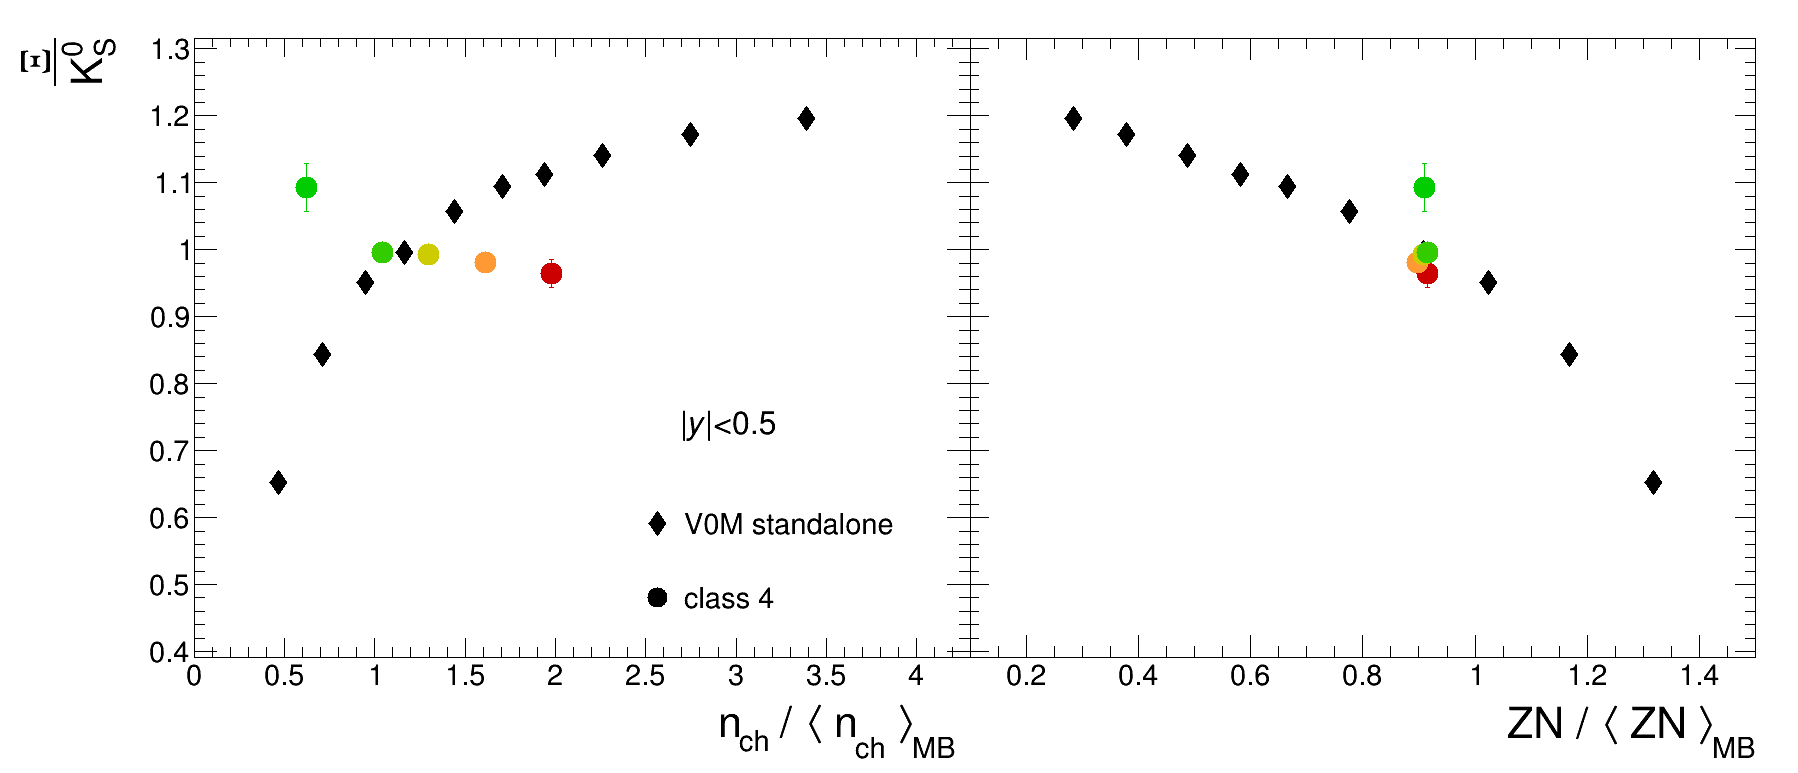 Ξ
K⁰_S
1.3
1.2
1.1
1
0.9
0.8
0.7
0.6
0.5
0.4
|y|<0.5
V0M standalone
class 4
0 0.5 1 1.5 2 2.5 3 3.5 4
0.2 0.4 0.6 0.8 1 1.2 1.4
n_ch / ⟨ n_ch ⟩_MB
ZN / ⟨ ZN ⟩_MB